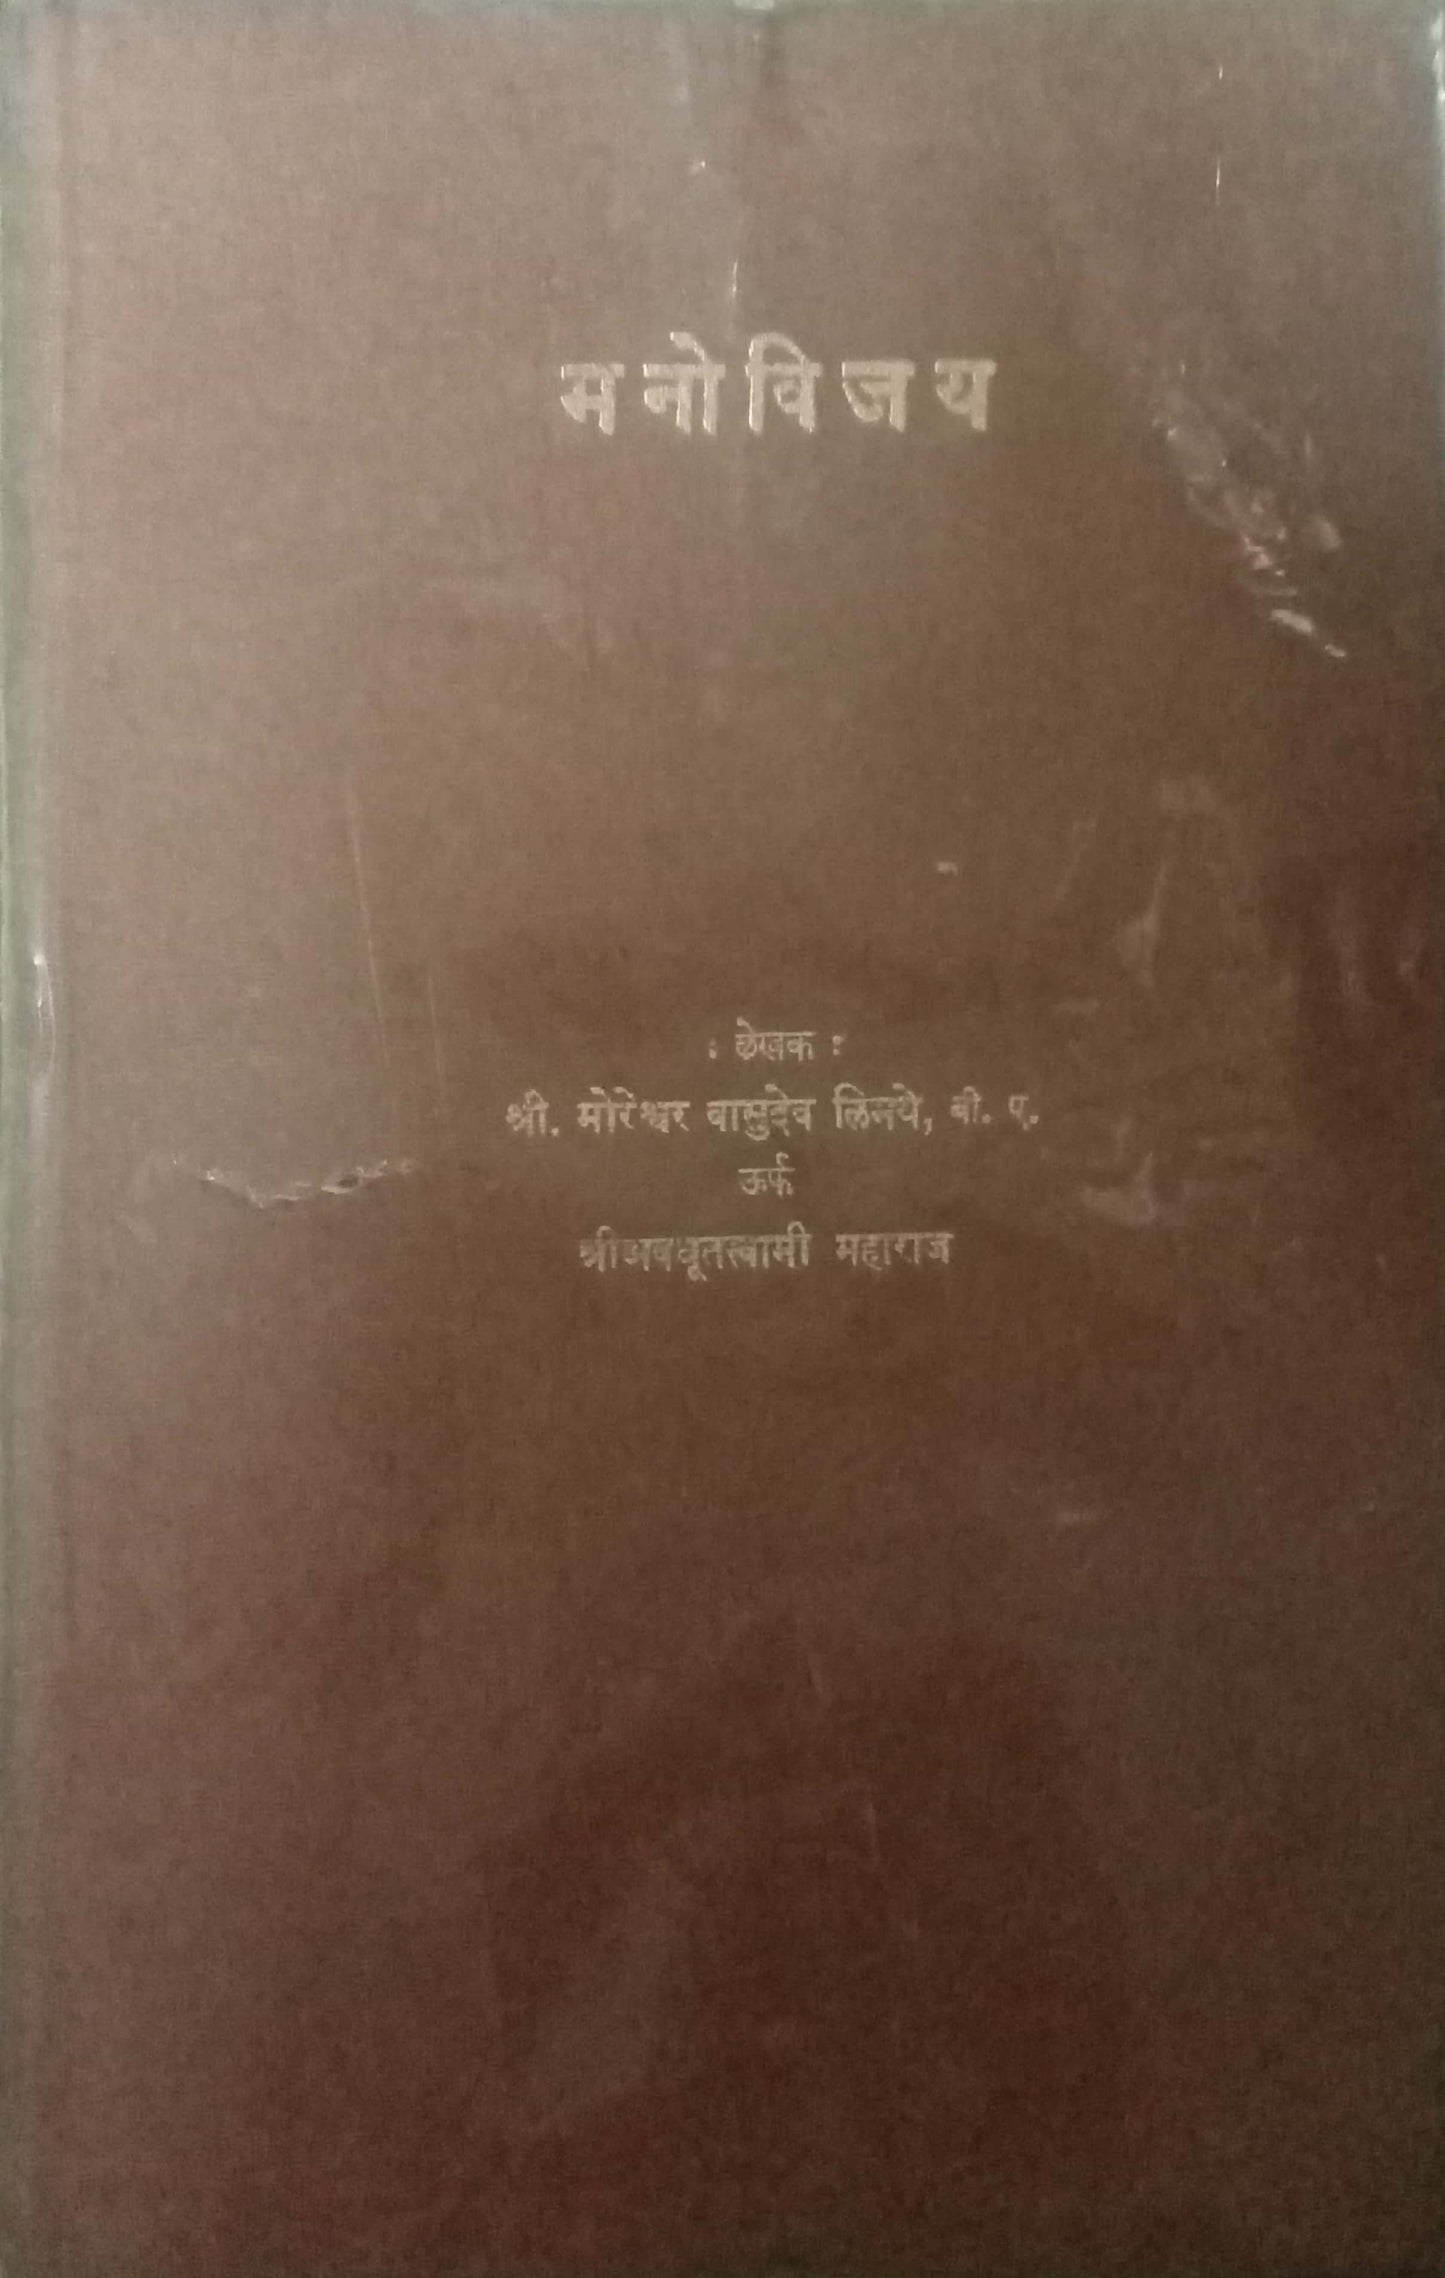 मनोविजय
: लेखक :
श्री. मोरेश्वर वासुदेव लिमये, बी. ए.
ऊर्फ
श्रीअवधूतस्वामी महाराज